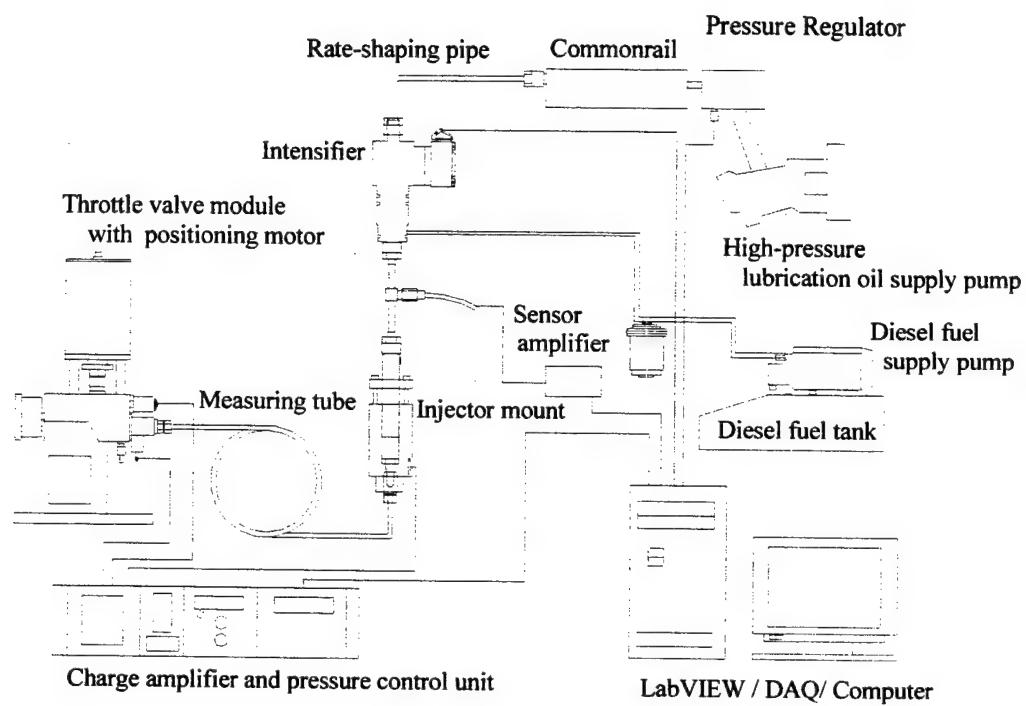 Pressure Regulator
Rate-shaping pipe
Commonrail
Intensifier
Throttle valve module
with positioning motor
High-pressure
lubrication oil supply pump
Sensor
amplifier
Diesel fuel
supply pump
Measuring tube
Injector mount
Diesel fuel tank
Charge amplifier and pressure control unit
LabVIEW / DAQ/ Computer